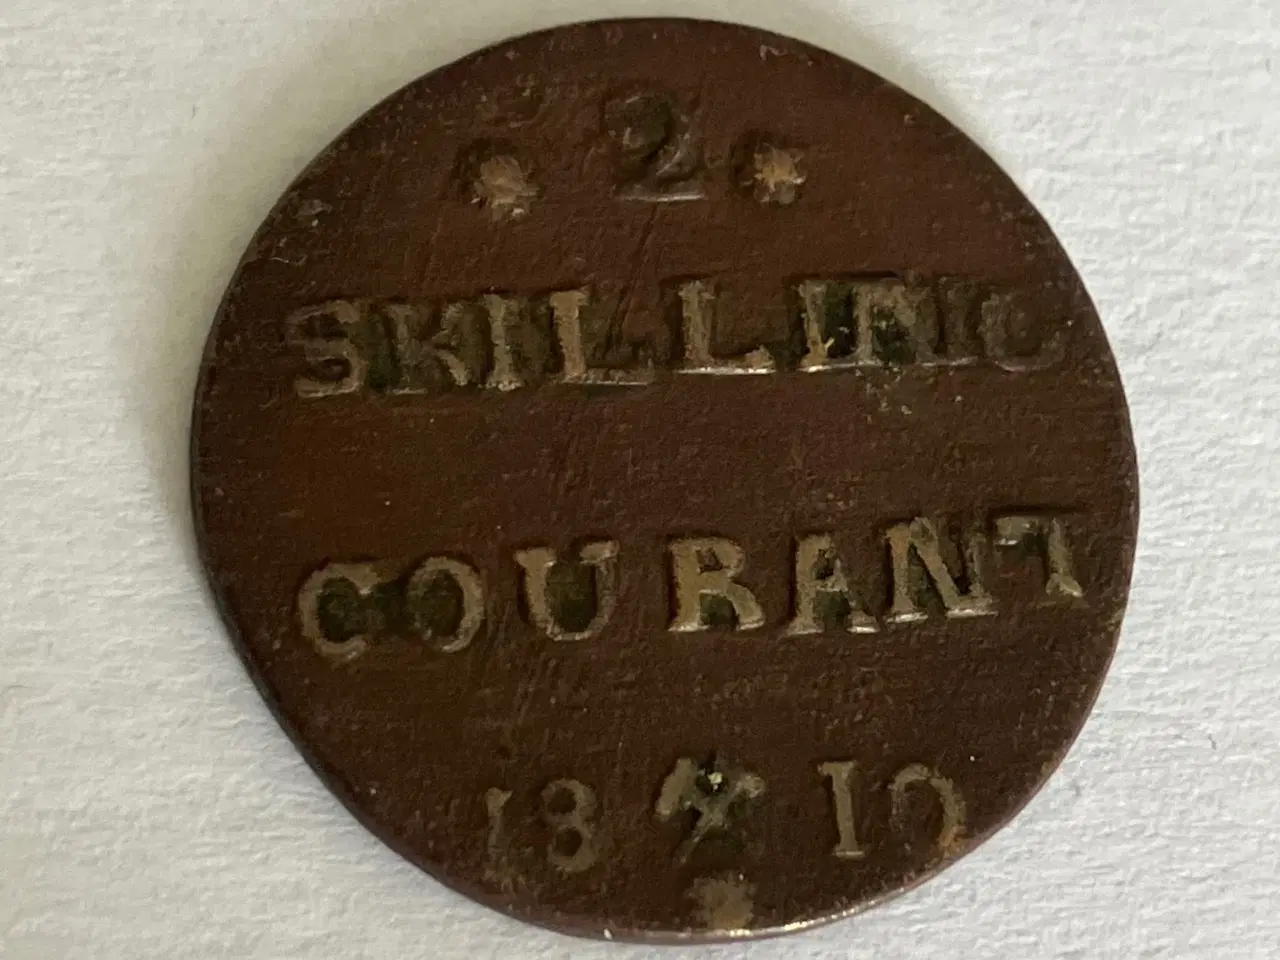 . 2 .
SKILLING
COURANT
18 ⚒ 10